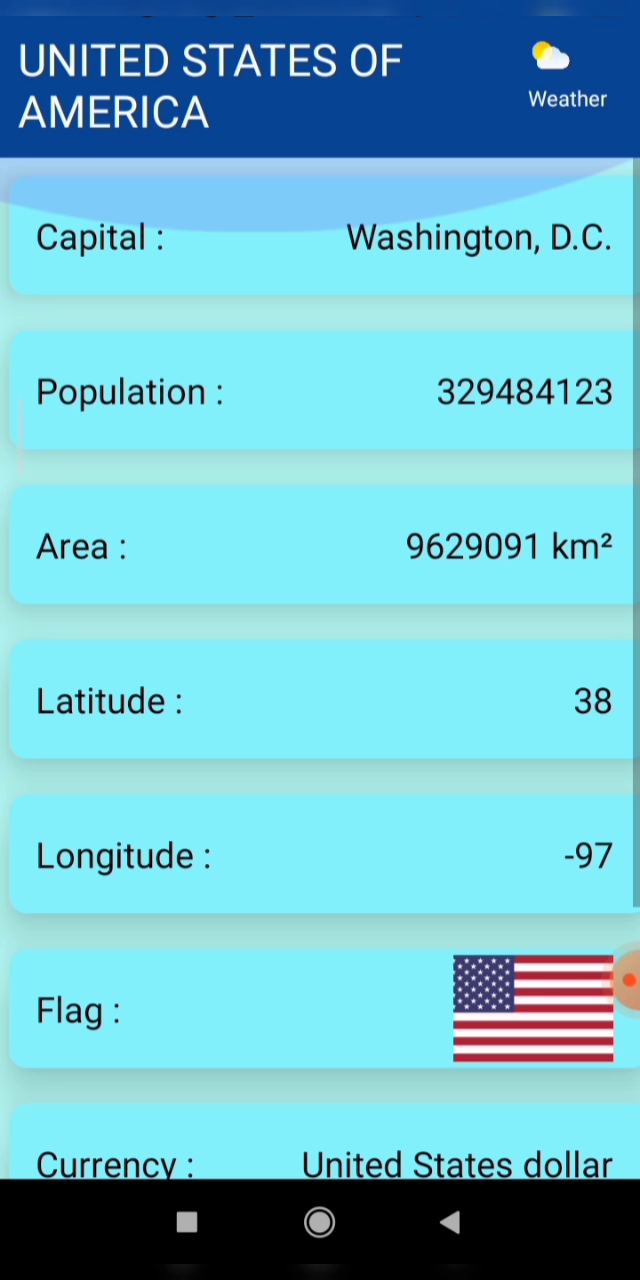 UNITED STATES OF
AMERICA
Weather
Capital : Washington, D.C.
Population : 329484123
Area : 9629091 km²
Latitude : 38
Longitude : -97
Flag :
Currency : United States dollar